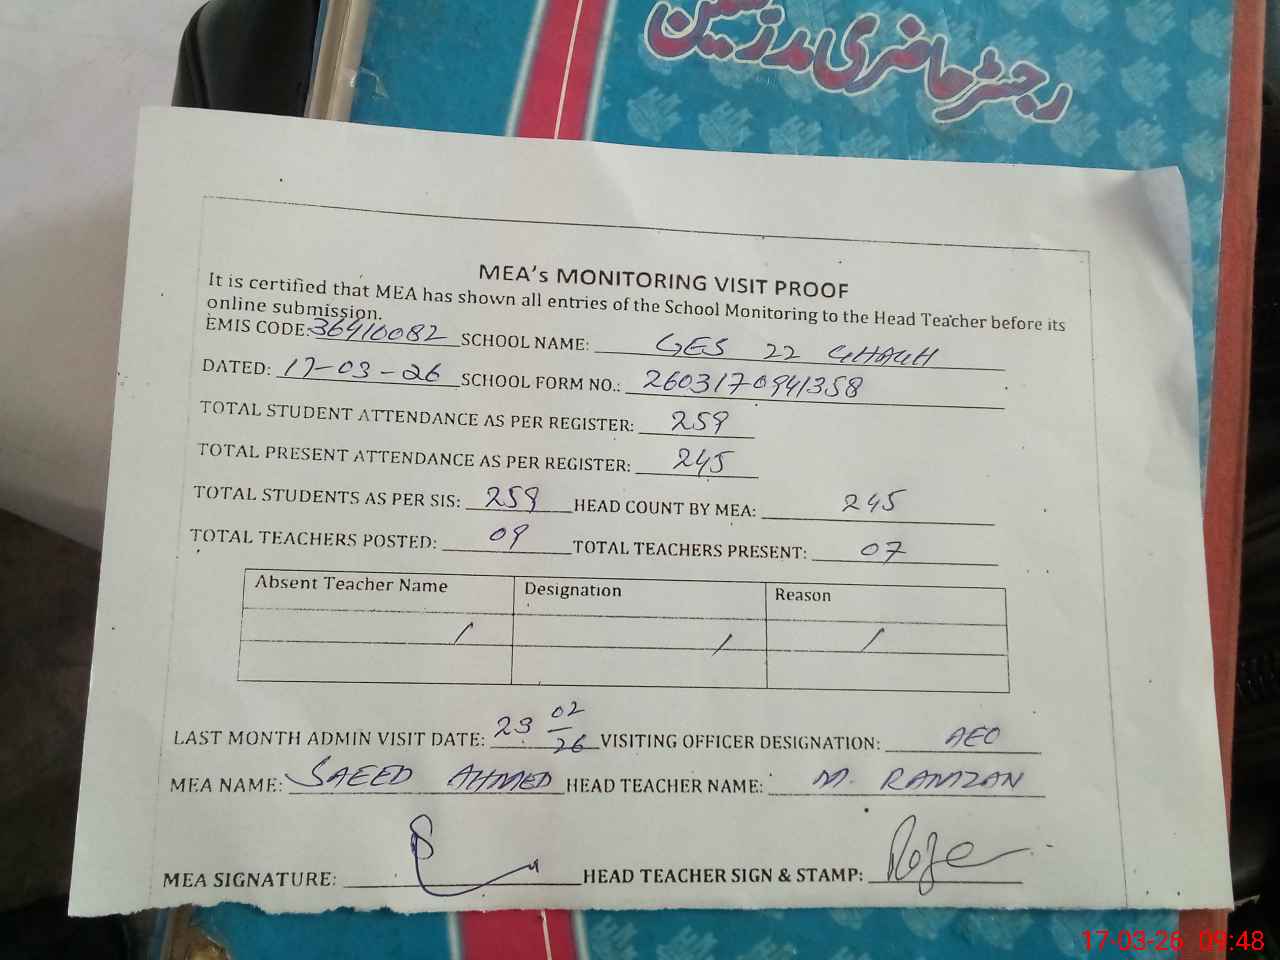 رجسٹر حاضری مدرسین
MEA's MONITORING VISIT PROOF
It is certified that MEA has shown all entries of the School Monitoring to the Head Teacher before its
online submission.
EMIS CODE: 36410082 SCHOOL NAME: GES 22 GHAGH
DATED: 17-03-26 SCHOOL FORM NO.: 2603170941358
TOTAL STUDENT ATTENDANCE AS PER REGISTER: 259
TOTAL PRESENT ATTENDANCE AS PER REGISTER: 245
TOTAL STUDENTS AS PER SIS: 259 HEAD COUNT BY MEA: 245
TOTAL TEACHERS POSTED: 09 TOTAL TEACHERS PRESENT: 07
Absent Teacher Name Designation Reason
/ / /
LAST MONTH ADMIN VISIT DATE: 23 02/26 VISITING OFFICER DESIGNATION: AEO
MEA NAME: SAEED AHMED HEAD TEACHER NAME: M. RAMZAN
MEA SIGNATURE: HEAD TEACHER SIGN & STAMP:
17-03-26 09:48